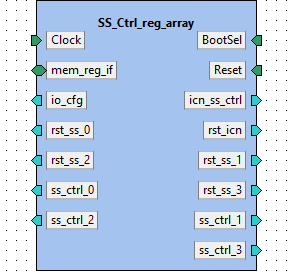 SS_Ctrl_reg_array
Clock BootSel
mem_reg_if Reset
io_cfg icn_ss_ctrl
rst_ss_0 rst_icn
rst_ss_2 rst_ss_1
ss_ctrl_0 rst_ss_3
ss_ctrl_2 ss_ctrl_1
ss_ctrl_3